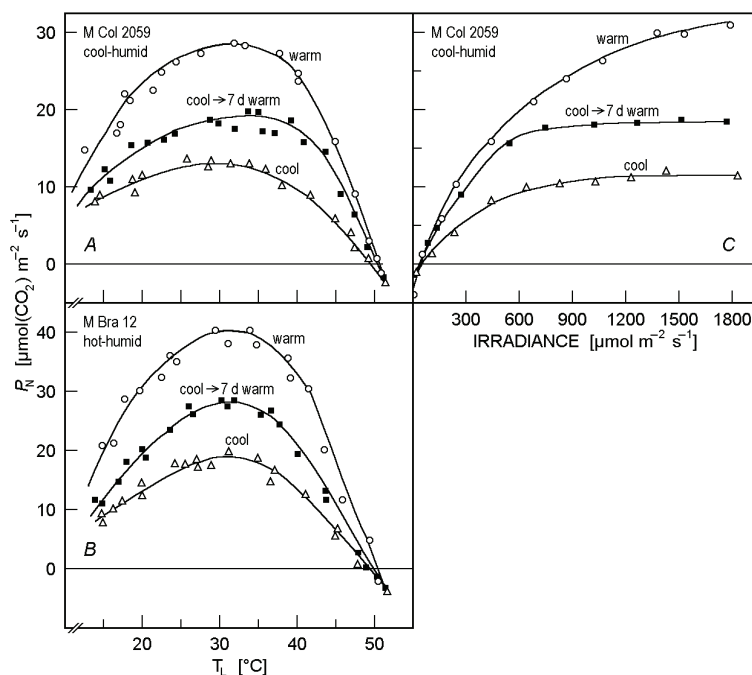 M Col 2059
cool-humid
warm
cool→7 d warm
cool
A
30
20
10
0
M Col 2059
cool-humid
warm
cool→7 d warm
cool
C
300 600 900 1200 1500 1800
IRRADIANCE [µmol m⁻² s⁻¹]
M Bra 12
hot-humid
warm
cool→7 d warm
cool
B
40
30
20
10
0
20 30 40 50
T_L [°C]
P_N [µmol(CO₂) m⁻² s⁻¹]